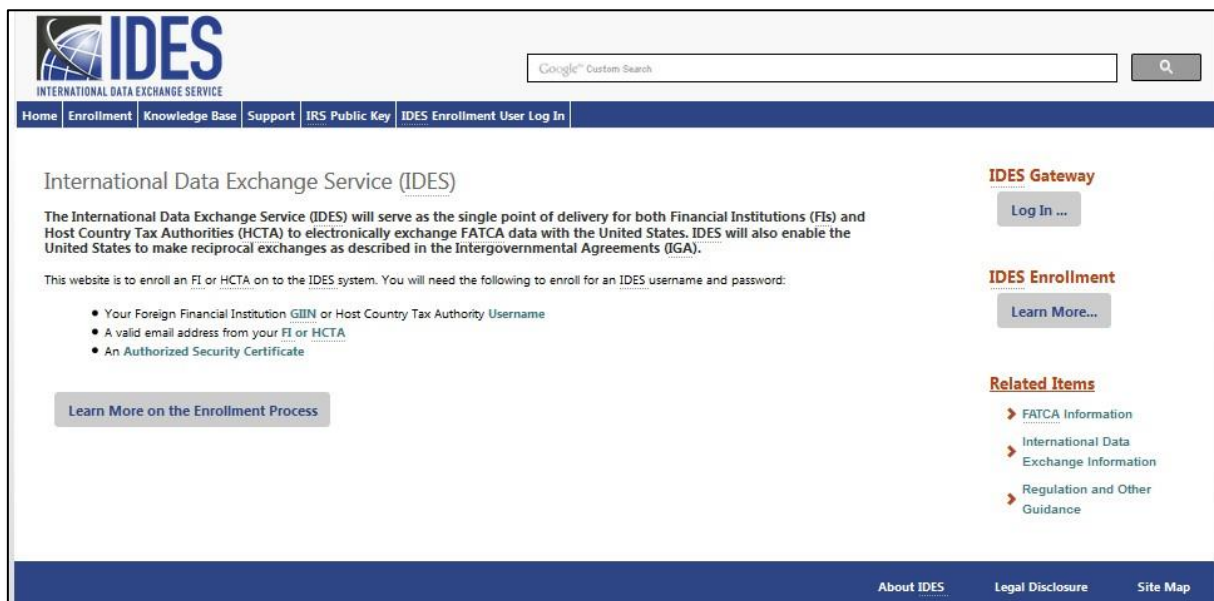 IDES
INTERNATIONAL DATA EXCHANGE SERVICE
Google™ Custom Search
Home Enrollment Knowledge Base Support IRS Public Key IDES Enrollment User Log In
International Data Exchange Service (IDES)
The International Data Exchange Service (IDES) will serve as the single point of delivery for both Financial Institutions (FIs) and
Host Country Tax Authorities (HCTA) to electronically exchange FATCA data with the United States. IDES will also enable the
United States to make reciprocal exchanges as described in the Intergovernmental Agreements (IGA).
This website is to enroll an FI or HCTA on to the IDES system. You will need the following to enroll for an IDES username and password:
• Your Foreign Financial Institution GIIN or Host Country Tax Authority Username
• A valid email address from your FI or HCTA
• An Authorized Security Certificate
Learn More on the Enrollment Process
IDES Gateway
Log In ...
IDES Enrollment
Learn More...
Related Items
FATCA Information
International Data
Exchange Information
Regulation and Other
Guidance
About IDES Legal Disclosure Site Map